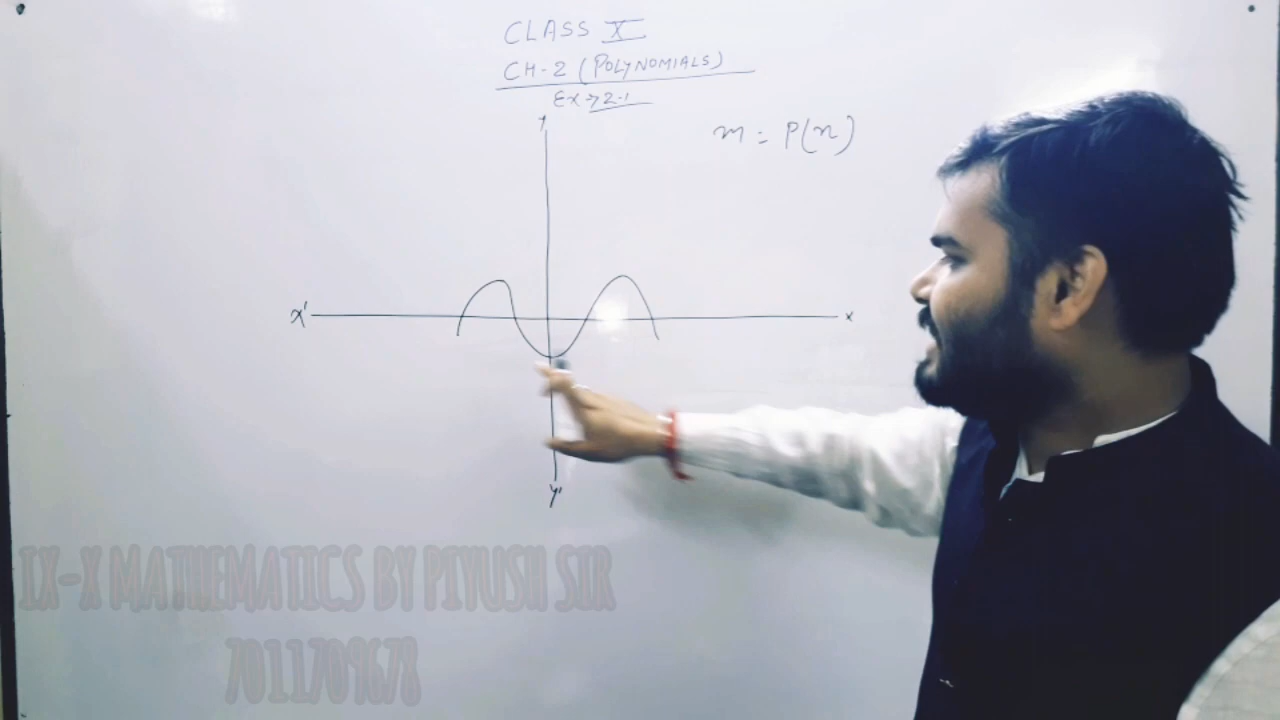 CLASS X
CH-2 (POLYNOMIALS)
Ex → 2.1
y
m = P(n)
x'
x
y'
IX-X MATHEMATICS BY PIYUSH SIR
7011709678